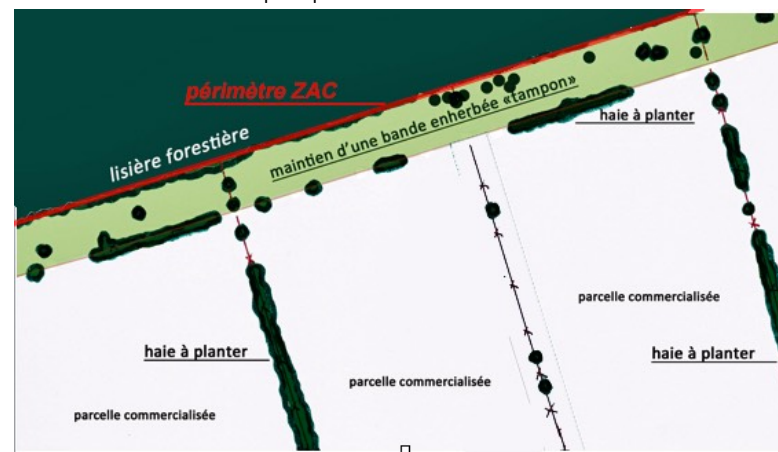 périmètre ZAC
lisière forestière
maintien d'une bande enherbée «tampon»
haie à planter
parcelle commercialisée
haie à planter
haie à planter
parcelle commercialisée
parcelle commercialisée